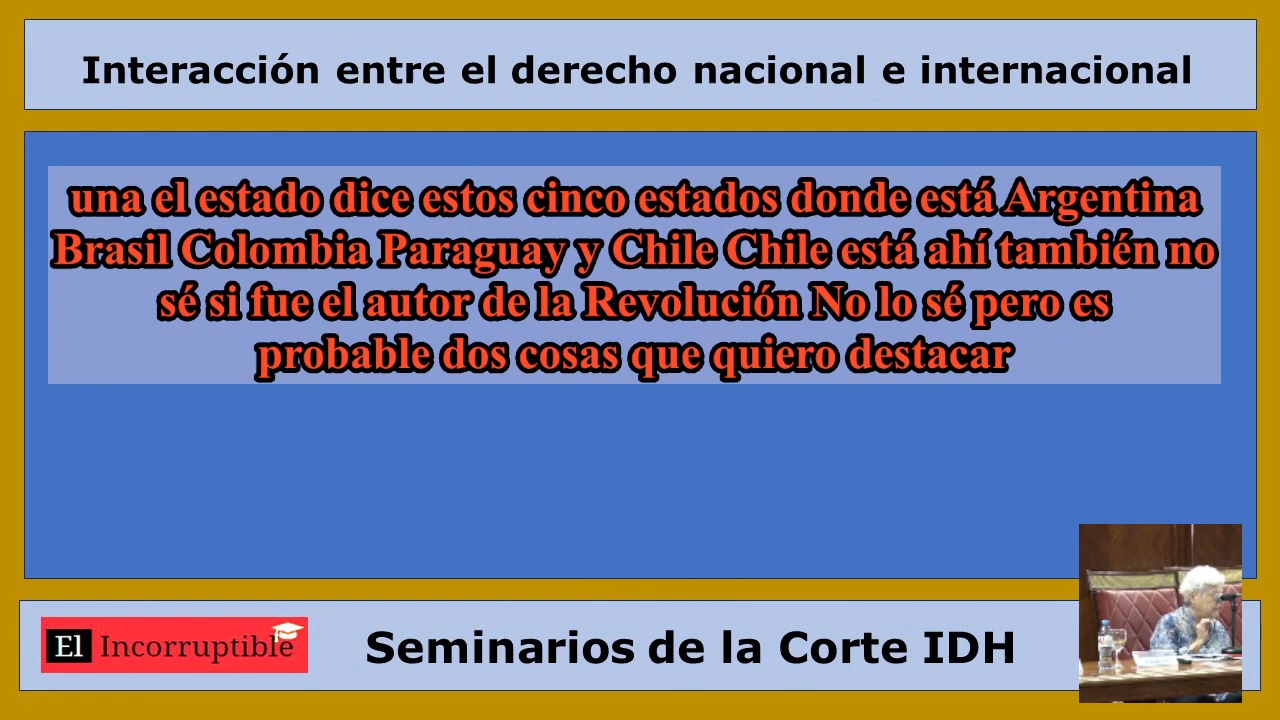 Interacción entre el derecho nacional e internacional
una el estado dice estos cinco estados donde está Argentina
Brasil Colombia Paraguay y Chile Chile está ahí también no
sé si fue el autor de la Revolución No lo sé pero es
probable dos cosas que quiero destacar
El Incorruptible
Seminarios de la Corte IDH